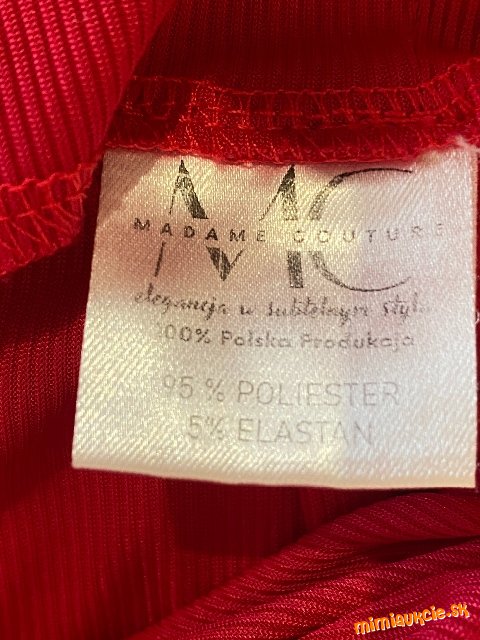 MC
MADAME COUTURE
elegancja w subtelnym stylu
100% Polska Produkcja
95 % POLIESTER
5% ELASTAN
mimiaukcie.sk